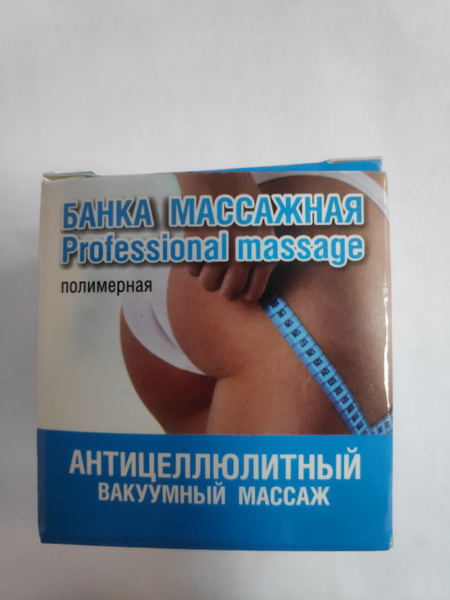 БАНКА МАССАЖНАЯ
Professional massage
полимерная
АНТИЦЕЛЛЮЛИТНЫЙ
ВАКУУМНЫЙ МАССАЖ